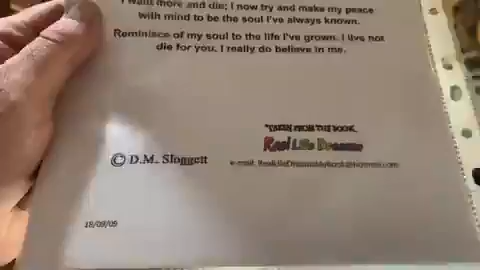 I want more and die; I now try and make my peace
with mind to be the soul I've always known.
Reminisce of my soul to the life I've grown. I live not
die for you. I really do believe in me.
"TAKEN FROM THE BOOK,
Real Life Dreams
© D.M. Sloggett
e-mail:
18/09/09